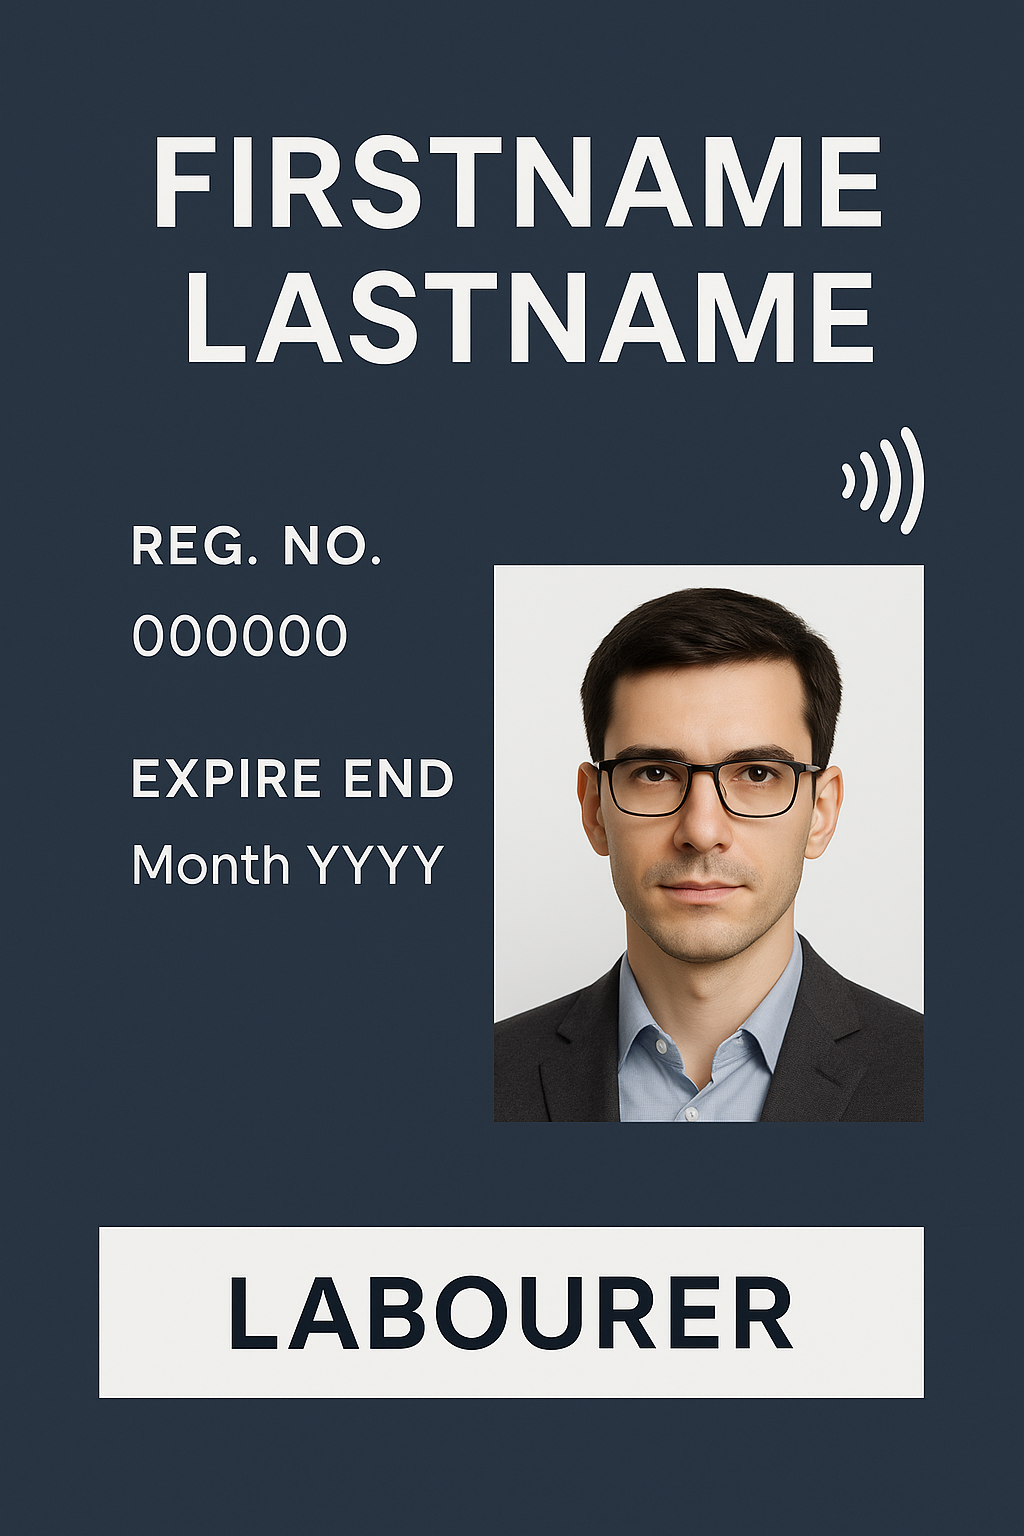 FIRSTNAME
LASTNAME
REG. NO.
000000
EXPIRE END
Month YYYY
LABOURER